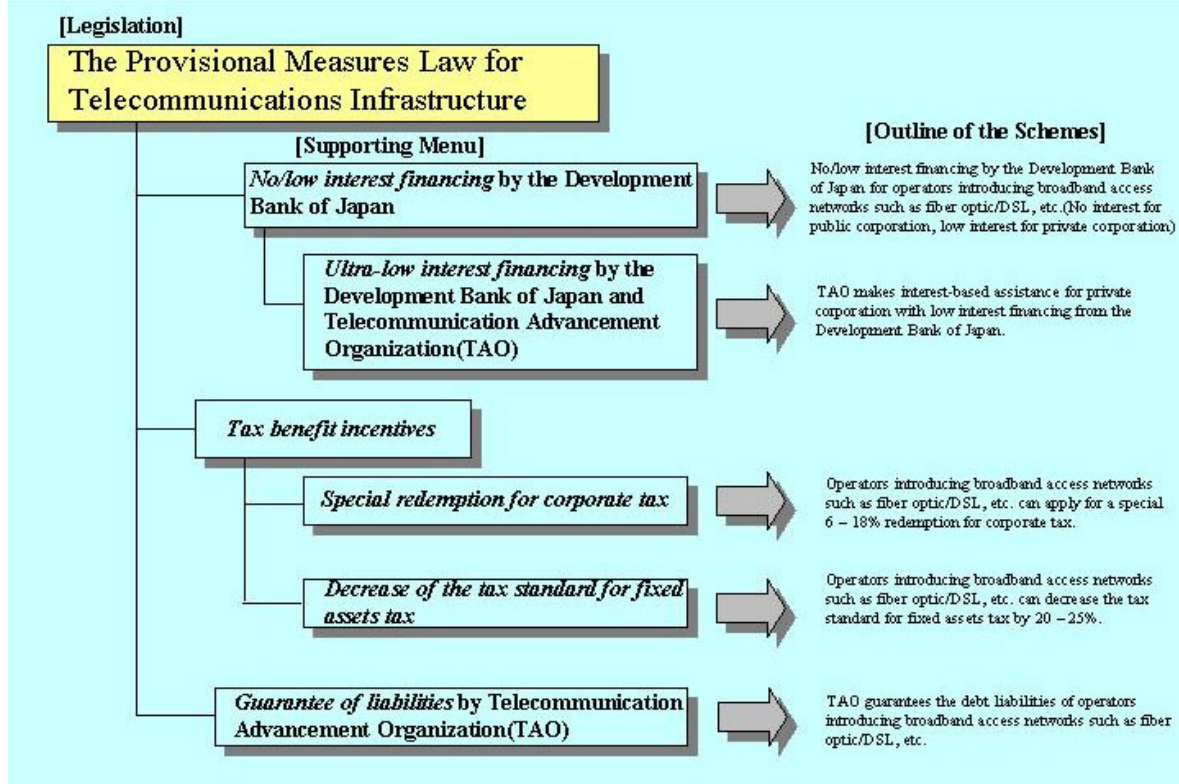 [Legislation]
The Provisional Measures Law for
Telecommunications Infrastructure
[Supporting Menu]
[Outline of the Schemes]
No/low interest financing by the Development
Bank of Japan
No/low interest financing by the Development Bank
of Japan for operators introducing broadband access
networks such as fiber optic/DSL, etc.(No interest for
public corporation, low interest for private corporation)
Ultra-low interest financing by the
Development Bank of Japan and
Telecommunication Advancement
Organization(TAO)
TAO makes interest-based assistance for private
corporation with low interest financing from the
Development Bank of Japan.
Tax benefit incentives
Special redemption for corporate tax
Operators introducing broadband access networks
such as fiber optic/DSL, etc. can apply for a special
6 – 18% redemption for corporate tax.
Decrease of the tax standard for fixed
assets tax
Operators introducing broadband access networks
such as fiber optic/DSL, etc. can decrease the tax
standard for fixed assets tax by 20 – 25%.
Guarantee of liabilities by Telecommunication
Advancement Organization(TAO)
TAO guarantees the debt liabilities of operators
introducing broadband access networks such as fiber
optic/DSL, etc.